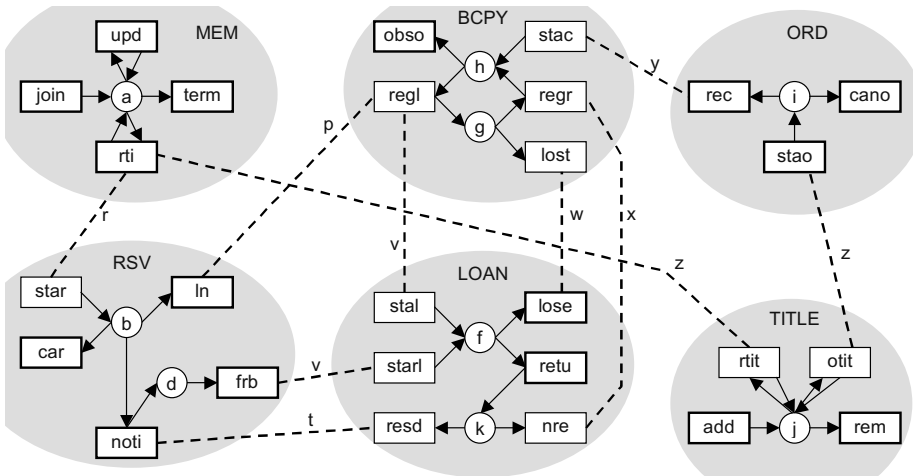 MEM
upd
join
a
term
rti
BCPY
obso
stac
h
regl
regr
g
lost
ORD
y
rec
i
cano
stao
p
r
v
w
x
z
z
RSV
star
ln
b
car
d
frb
noti
v
t
LOAN
stal
lose
f
starl
retu
resd
k
nre
TITLE
rtit
otit
add
j
rem